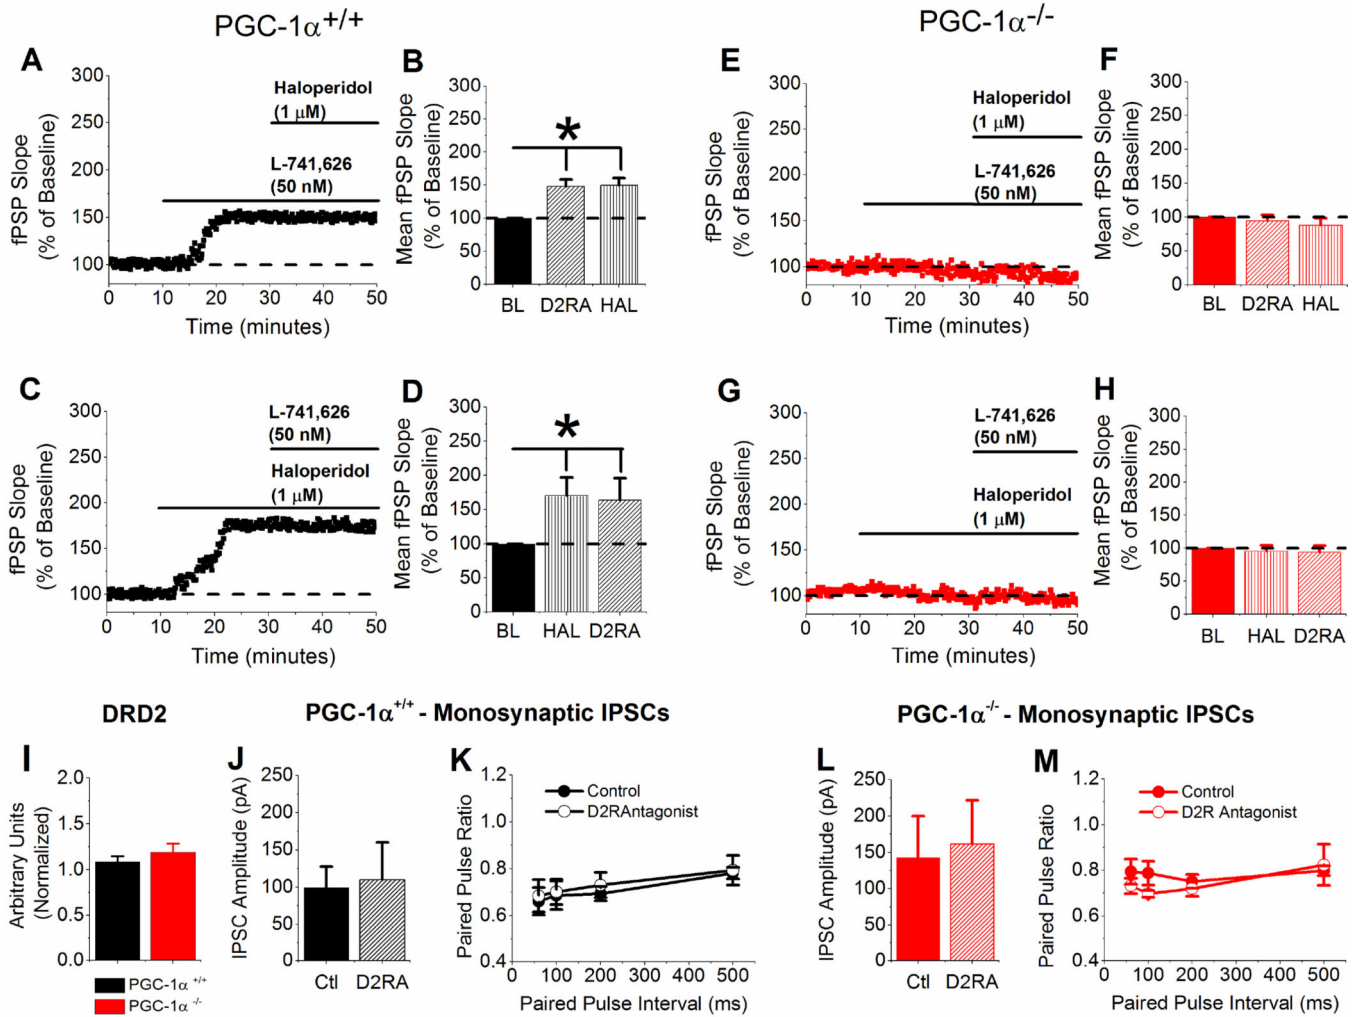 PGC-1α+/+
PGC-1α-/-
A
300
250
200
150
100
fPSP Slope
(% of Baseline)
Haloperidol
(1 µM)
L-741,626
(50 nM)
0 10 20 30 40 50
Time (minutes)
B
300
250
200
150
100
50
0
Mean fPSP Slope
(% of Baseline)
*
BL D2RA HAL
E
300
250
200
150
100
fPSP Slope
(% of Baseline)
Haloperidol
(1 µM)
L-741,626
(50 nM)
0 10 20 30 40 50
Time (minutes)
F
300
250
200
150
100
50
0
Mean fPSP Slope
(% of Baseline)
BL D2RA HAL
C
300
250
200
150
100
fPSP Slope
(% of Baseline)
L-741,626
(50 nM)
Haloperidol
(1 µM)
0 10 20 30 40 50
Time (minutes)
D
300
250
200
150
100
50
0
Mean fPSP Slope
(% of Baseline)
*
BL HAL D2RA
G
300
250
200
150
100
fPSP Slope
(% of Baseline)
L-741,626
(50 nM)
Haloperidol
(1 µM)
0 10 20 30 40 50
Time (minutes)
H
300
250
200
150
100
50
0
Mean fPSP Slope
(% of Baseline)
BL HAL D2RA
DRD2
PGC-1α+/+ - Monosynaptic IPSCs
PGC-1α-/- - Monosynaptic IPSCs
I
2.0
1.5
1.0
0.5
0.0
Arbitrary Units
(Normalized)
PGC-1α +/+
PGC-1α -/-
J
250
200
150
100
50
0
IPSC Amplitude (pA)
Ctl D2RA
K
1.2
1.0
0.8
0.6
0.4
Paired Pulse Ratio
Control
D2RAntagonist
0 100 200 300 400 500
Paired Pulse Interval (ms)
L
250
200
150
100
50
0
IPSC Amplitude (pA)
Ctl D2RA
M
1.2
1.0
0.8
0.6
0.4
Paired Pulse Ratio
Control
D2R Antagonist
0 100 200 300 400 500
Paired Pulse Interval (ms)